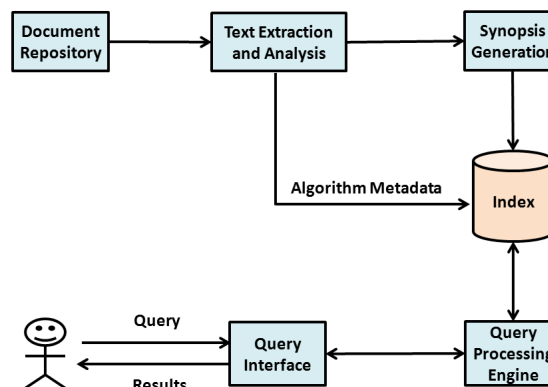 Document
Repository
Text Extraction
and Analysis
Synopsis
Generation
Algorithm Metadata
Index
Query
Query
Interface
Query
Processing
Engine
Results